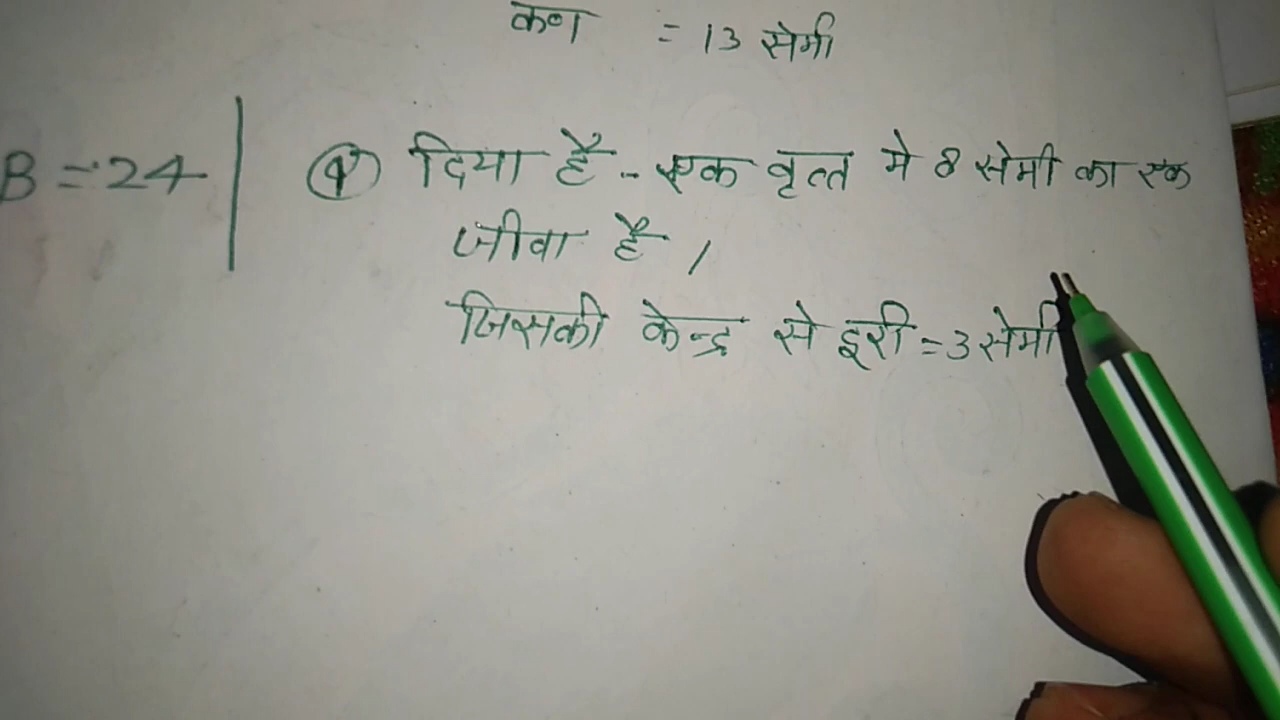 कर्ण = 13 सेमी
B = 24
④ दिया है - एक वृत्त मे 8 सेमी का एक
जीवा है ।
जिसकी केन्द्र से दूरी = 3 सेमी